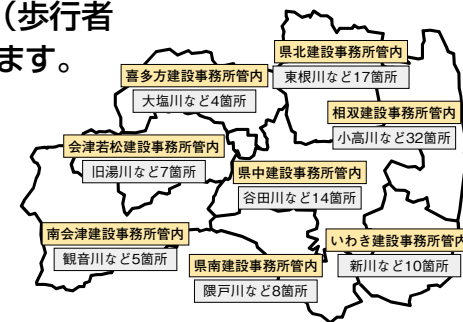 （歩行者
ます。
県北建設事務所管内
東根川など17箇所
喜多方建設事務所管内
大塩川など4箇所
相双建設事務所管内
小高川など32箇所
会津若松建設事務所管内
旧湯川など7箇所
県中建設事務所管内
谷田川など14箇所
南会津建設事務所管内
観音川など5箇所
いわき建設事務所管内
新川など10箇所
県南建設事務所管内
隈戸川など8箇所